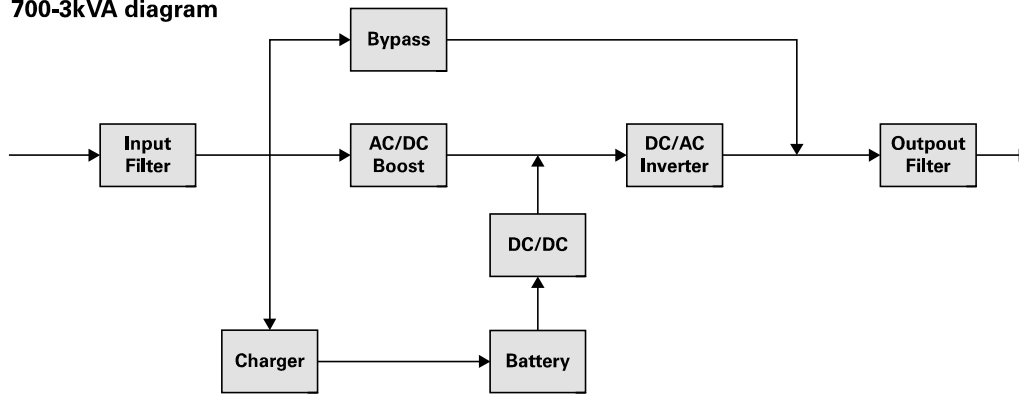 700-3kVA diagram
Bypass
Input
Filter
AC/DC
Boost
DC/AC
Inverter
Outpout
Filter
DC/DC
Charger
Battery